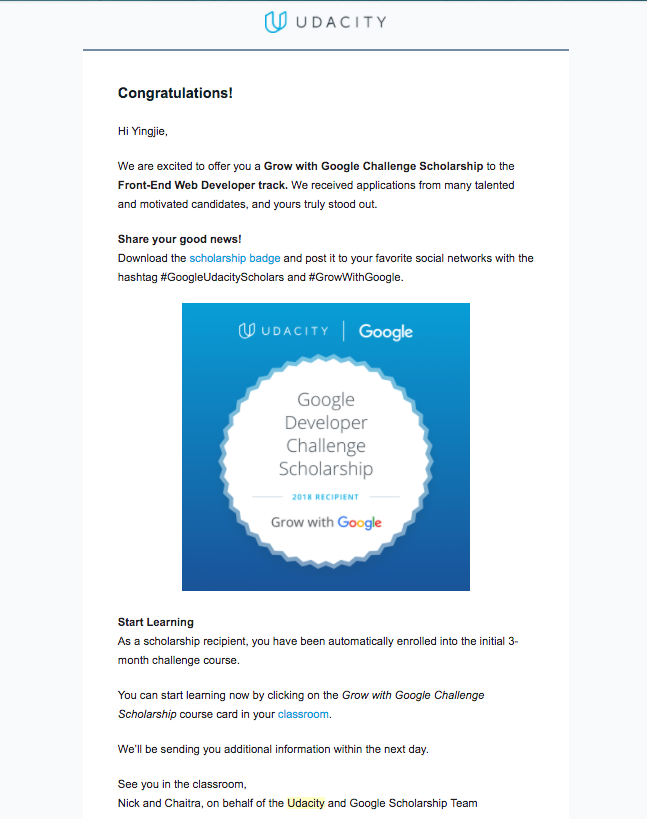 UDACITY
Congratulations!
Hi Yingjie,
We are excited to offer you a Grow with Google Challenge Scholarship to the
Front-End Web Developer track. We received applications from many talented
and motivated candidates, and yours truly stood out.
Share your good news!
Download the scholarship badge and post it to your favorite social networks with the
hashtag #GoogleUdacityScholars and #GrowWithGoogle.
UDACITY | Google
Google
Developer
Challenge
Scholarship
2018 RECIPIENT
Grow with Google
Start Learning
As a scholarship recipient, you have been automatically enrolled into the initial 3-
month challenge course.
You can start learning now by clicking on the Grow with Google Challenge
Scholarship course card in your classroom.
We'll be sending you additional information within the next day.
See you in the classroom,
Nick and Chaitra, on behalf of the Udacity and Google Scholarship Team